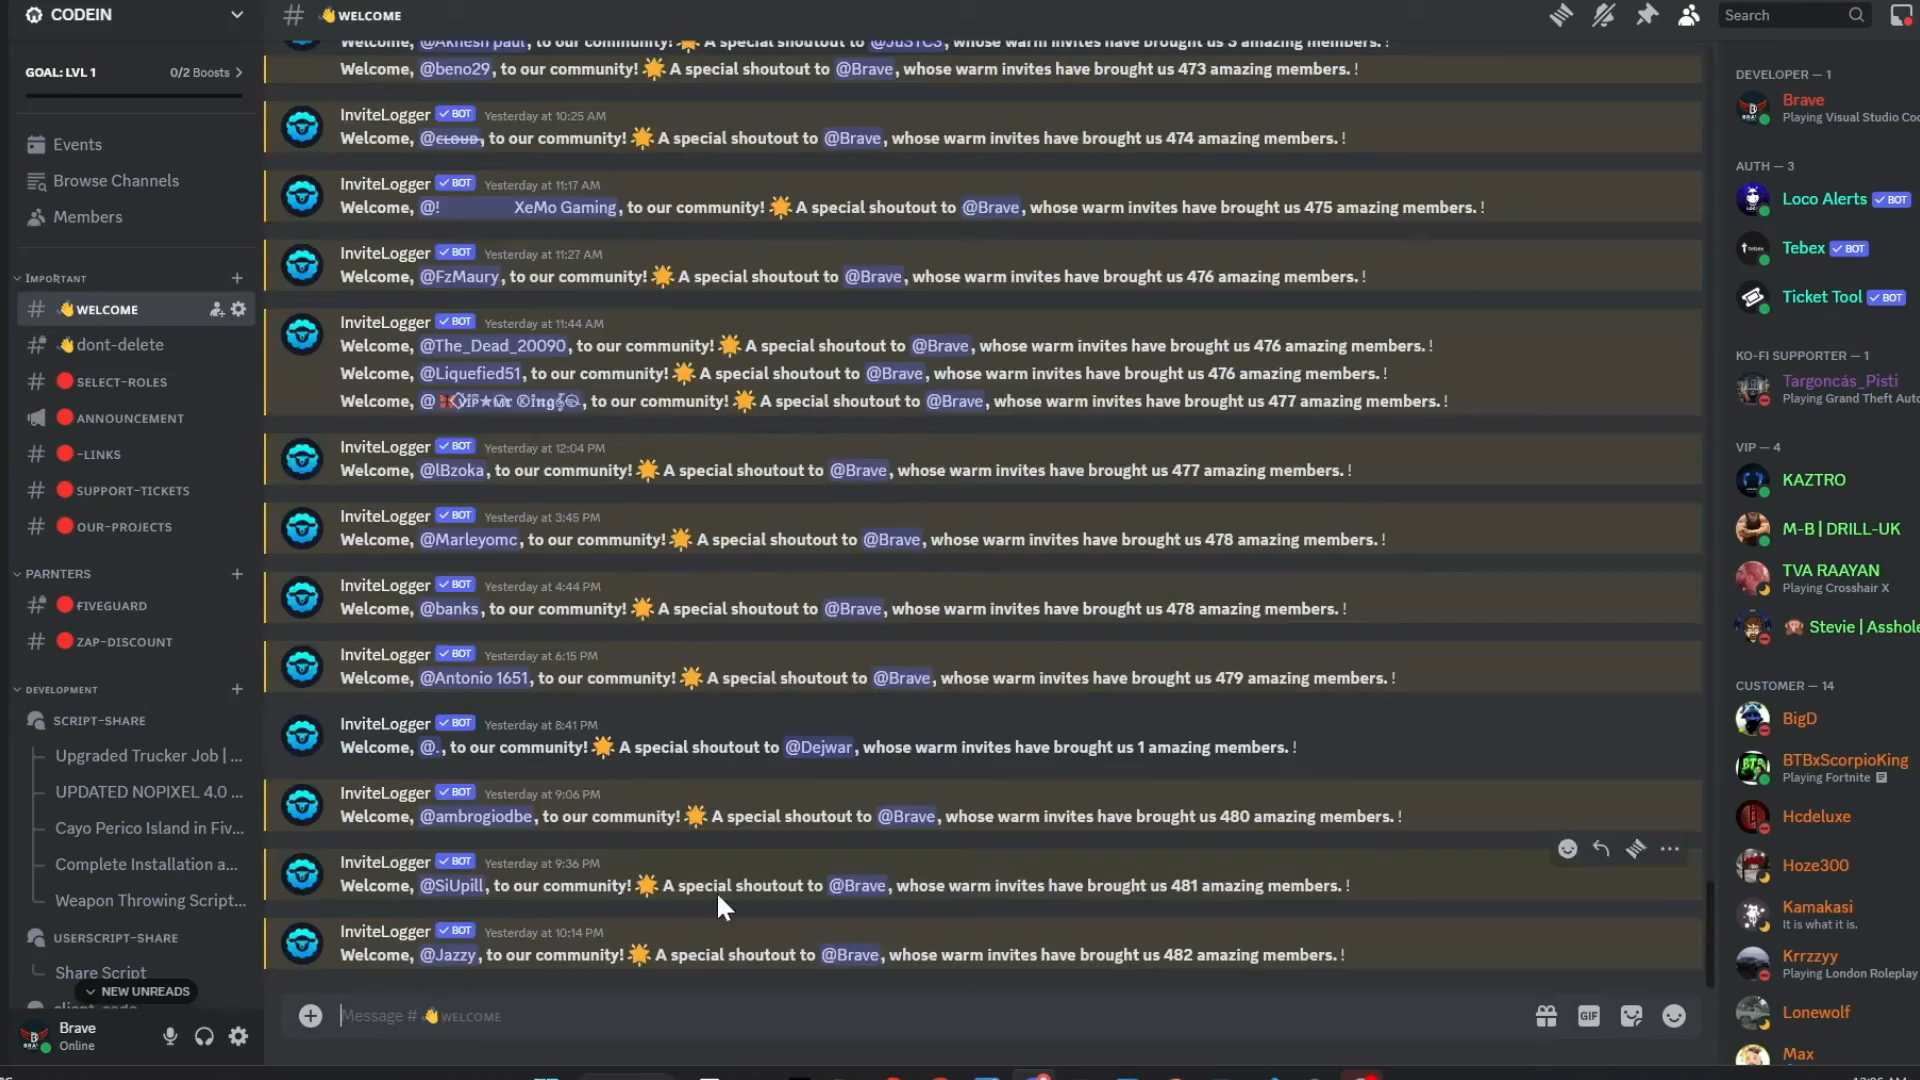 CODEIN
GOAL: LVL 1
0/2 Boosts
Events
Browse Channels
Members
IMPORTANT
👋WELCOME
👋dont-delete
🔴SELECT-ROLES
🔴ANNOUNCEMENT
🔴-LINKS
🔴SUPPORT-TICKETS
🔴OUR-PROJECTS
PARNTERS
🔴FIVEGUARD
🔴ZAP-DISCOUNT
DEVELOPMENT
SCRIPT-SHARE
Upgraded Trucker Job | ...
UPDATED NOPIXEL 4.0 ...
Cayo Perico Island in Fiv...
Complete Installation a...
Weapon Throwing Script...
USERSCRIPT-SHARE
Share Script
NEW UNREADS
Brave
Online
# 👋WELCOME
Search
Welcome, @Akhesh paul, to our community! 🌟 A special shoutout to @JuSTC3, whose warm invites have brought us 3 amazing members. !
Welcome, @beno29, to our community! 🌟 A special shoutout to @Brave, whose warm invites have brought us 473 amazing members. !
InviteLogger ✓ BOT Yesterday at 10:25 AM
Welcome, @CLOUD, to our community! 🌟 A special shoutout to @Brave, whose warm invites have brought us 474 amazing members. !
InviteLogger ✓ BOT Yesterday at 11:17 AM
Welcome, @! XeMo Gaming, to our community! 🌟 A special shoutout to @Brave, whose warm invites have brought us 475 amazing members. !
InviteLogger ✓ BOT Yesterday at 11:27 AM
Welcome, @FzMaury, to our community! 🌟 A special shoutout to @Brave, whose warm invites have brought us 476 amazing members. !
InviteLogger ✓ BOT Yesterday at 11:44 AM
Welcome, @The_Dead_20090, to our community! 🌟 A special shoutout to @Brave, whose warm invites have brought us 476 amazing members. !
Welcome, @Liquefied51, to our community! 🌟 A special shoutout to @Brave, whose warm invites have brought us 476 amazing members. !
Welcome, @, to our community! 🌟 A special shoutout to @Brave, whose warm invites have brought us 477 amazing members. !
InviteLogger ✓ BOT Yesterday at 12:04 PM
Welcome, @lBzoka, to our community! 🌟 A special shoutout to @Brave, whose warm invites have brought us 477 amazing members. !
InviteLogger ✓ BOT Yesterday at 3:45 PM
Welcome, @Marleyomc, to our community! 🌟 A special shoutout to @Brave, whose warm invites have brought us 478 amazing members. !
InviteLogger ✓ BOT Yesterday at 4:44 PM
Welcome, @banks, to our community! 🌟 A special shoutout to @Brave, whose warm invites have brought us 478 amazing members. !
InviteLogger ✓ BOT Yesterday at 6:15 PM
Welcome, @Antonio 1651, to our community! 🌟 A special shoutout to @Brave, whose warm invites have brought us 479 amazing members. !
InviteLogger ✓ BOT Yesterday at 8:41 PM
Welcome, @., to our community! 🌟 A special shoutout to @Dejwar, whose warm invites have brought us 1 amazing members. !
InviteLogger ✓ BOT Yesterday at 9:06 PM
Welcome, @ambrogiodbe, to our community! 🌟 A special shoutout to @Brave, whose warm invites have brought us 480 amazing members. !
InviteLogger ✓ BOT Yesterday at 9:36 PM
Welcome, @SiUpill, to our community! 🌟 A special shoutout to @Brave, whose warm invites have brought us 481 amazing members. !
InviteLogger ✓ BOT Yesterday at 10:14 PM
Welcome, @Jazzy, to our community! 🌟 A special shoutout to @Brave, whose warm invites have brought us 482 amazing members. !
Message # 👋WELCOME
GIF
DEVELOPER — 1
Brave
Playing Visual Studio Co
AUTH — 3
Loco Alerts ✓ BOT
Tebex ✓ BOT
Ticket Tool ✓ BOT
KO-FI SUPPORTER — 1
Targoncás_Pisti
Playing Grand Theft Auto
VIP — 4
KAZTRO
M-B | DRILL-UK
TVA RAAYAN
Playing Crosshair X
Stevie | Asshole
CUSTOMER — 14
BigD
BTBxScorpioKing
Playing Fortnite
Hcdeluxe
Hoze300
Kamakasi
It is what it is.
Krrzzyy
Playing London Roleplay
Lonewolf
Max